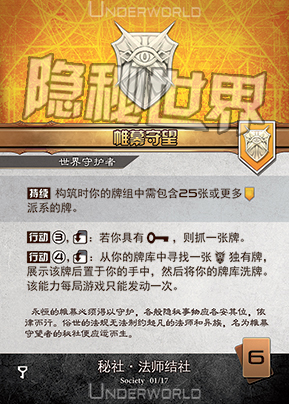 UNDERWORLD
隐秘世界
帷幕守望
世界守护者
持续 构筑时你的牌组中需包含25张或更多
派系的牌。
行动③,：若你具有，则抓一张牌。
行动④,：从你的牌库中寻找一张独有牌，
展示该牌后置于你的手中，然后将你的牌库洗牌。
该能力每局游戏只能发动一次。
永恒的帷幕必须得以守护，各般隐秘事物应各安其位，依
律而行。俗世的法规无法制约超凡的法师和异族，名为帷幕
守望者的秘社便应运而生。
6
秘社·法师结社
Society 01/17
UNDERWORLD